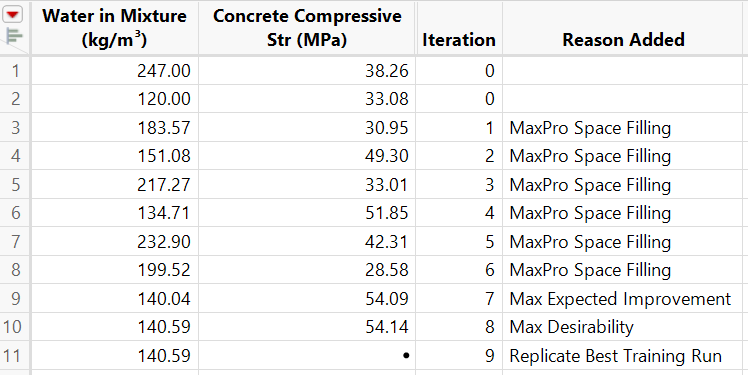 Water in Mixture (kg/m³) Concrete Compressive Str (MPa) Iteration Reason Added
1 247.00 38.26 0
2 120.00 33.08 0
3 183.57 30.95 1 MaxPro Space Filling
4 151.08 49.30 2 MaxPro Space Filling
5 217.27 33.01 3 MaxPro Space Filling
6 134.71 51.85 4 MaxPro Space Filling
7 232.90 42.31 5 MaxPro Space Filling
8 199.52 28.58 6 MaxPro Space Filling
9 140.04 54.09 7 Max Expected Improvement
10 140.59 54.14 8 Max Desirability
11 140.59 • 9 Replicate Best Training Run